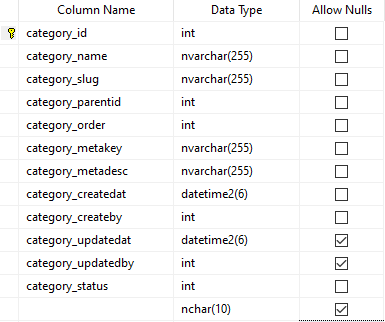 Column Name Data Type Allow Nulls
category_id int
category_name nvarchar(255)
category_slug nvarchar(255)
category_parentid int
category_order int
category_metakey nvarchar(255)
category_metadesc nvarchar(255)
category_createdat datetime2(6)
category_createby int
category_updatedat datetime2(6)
category_updatedby int
category_status int
nchar(10)